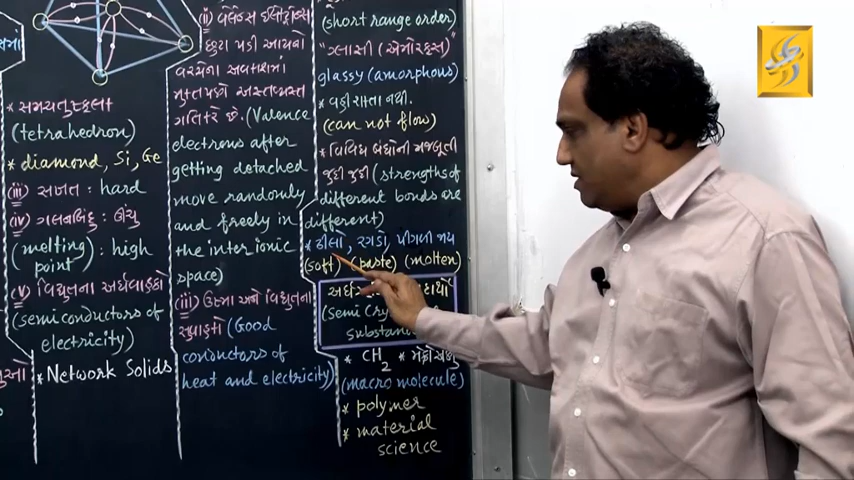 સમચતુષ્ફલક
(tetrahedron)
* diamond, Si, Ge
(iii) સખત : hard
(iv) ગલનબિંદુ : ઊંચુ
(melting point) : high
(v) વિદ્યુતના અર્ધવાહકો
(semiconductors of
electricity)
* Network Solids
(ii) વેલેન્સ ઇલેક્ટ્રોન્સ
છુટા પડી આયનો
વચ્ચેના અવકાશમાં
મુક્તપણે અસ્તવ્યસ્ત
ગતિ કરે છે. (Valence
electrons after
getting detached
move randomly
and freely in
the inter ionic
space)
(iii) ઉષ્મા અને વિદ્યુતના
સુવાહકો (Good
conductors of
heat and electricity)
(short range order)
"ગ્લાસી (એમોરફસ)"
glassy (amorphous)
* વહી શકતા નથી.
(can not flow)
* વિવિધ બંધોની મજબૂતી
જુદી જુદી (strengths of
different bonds are
different)
* ઢીલો, રગડો, પીગળી જાય
(soft) (paste) (molten)
(Semi Cry
substan
* CH2 *
(macro molecule)
* polymer
* material
science